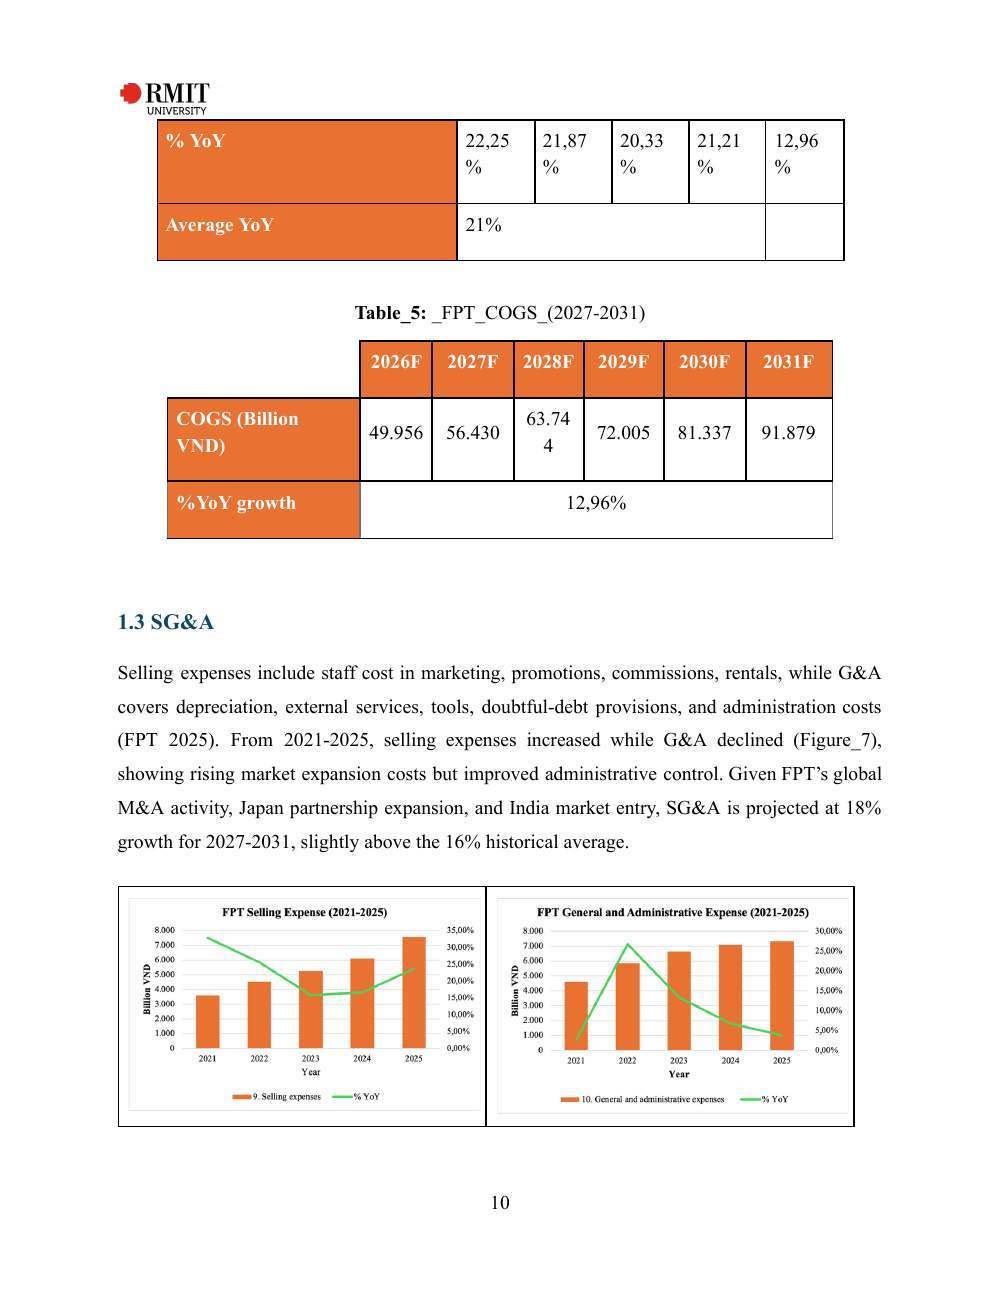 RMIT
UNIVERSITY
% YoY 22,25 % 21,87 % 20,33 % 21,21 % 12,96 %
Average YoY 21%
Table_5: _FPT_COGS_(2027-2031)
2026F 2027F 2028F 2029F 2030F 2031F
COGS (Billion VND) 49.956 56.430 63.74 4 72.005 81.337 91.879
%YoY growth 12,96%
1.3 SG&A
Selling expenses include staff cost in marketing, promotions, commissions, rentals, while G&A
covers depreciation, external services, tools, doubtful-debt provisions, and administration costs
(FPT 2025). From 2021-2025, selling expenses increased while G&A declined (Figure_7),
showing rising market expansion costs but improved administrative control. Given FPT’s global
M&A activity, Japan partnership expansion, and India market entry, SG&A is projected at 18%
growth for 2027-2031, slightly above the 16% historical average.
FPT Selling Expense (2021-2025)
8.000 35,00%
7.000 30,00%
6.000 25,00%
5.000 20,00%
4.000 15,00%
3.000 10,00%
2.000 5,00%
1.000 0,00%
0
Billion VND
2021 2022 2023 2024 2025
Year
9. Selling expenses % YoY
FPT General and Administrative Expense (2021-2025)
8.000 30,00%
7.000 25,00%
6.000 20,00%
5.000 15,00%
4.000 10,00%
3.000 5,00%
2.000 0,00%
1.000
0
Billion VND
2021 2022 2023 2024 2025
Year
10. General and administrative expenses % YoY
10